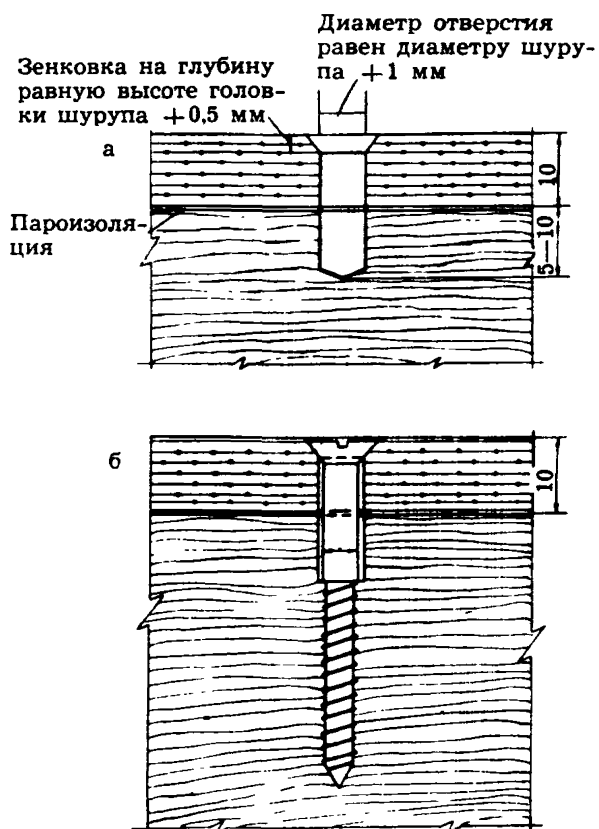 Диаметр отверстия
равен диаметру шуру-
па +1 мм
Зенковка на глубину
равную высоте голов-
ки шурупа +0,5 мм
а
10
Пароизоля-
ция
5—10
б
10